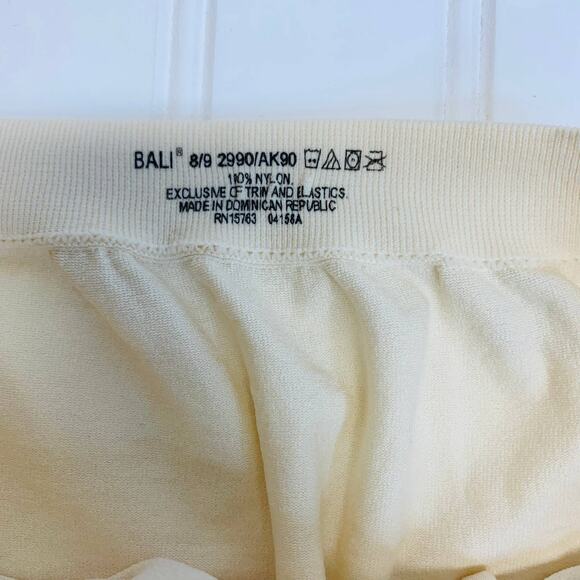 BALI® 8/9 2990/AK90
100% NYLON.
EXCLUSIVE OF TRIM AND ELASTICS.
MADE IN DOMINICAN REPUBLIC
RN15763 04158A